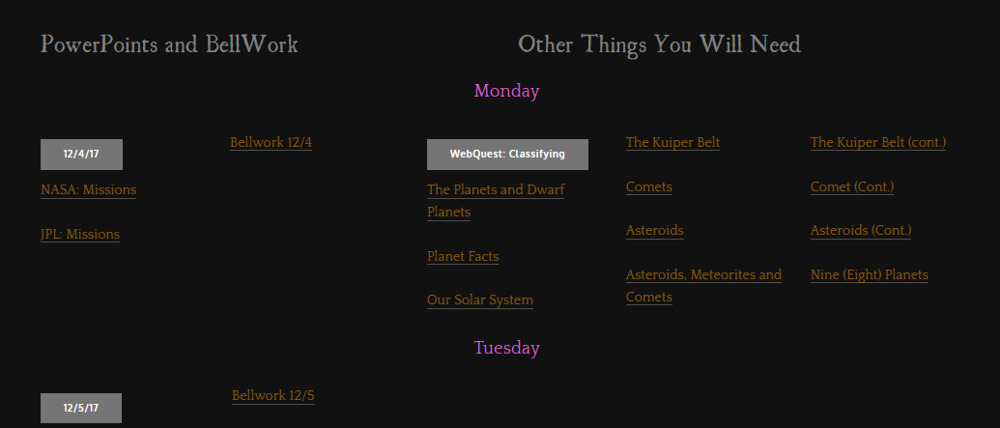 PowerPoints and BellWork
Other Things You Will Need
Monday
12/4/17
NASA: Missions
JPL: Missions
Bellwork 12/4
WebQuest: Classifying
The Planets and Dwarf
Planets
Planet Facts
Our Solar System
The Kuiper Belt
Comets
Asteroids
Asteroids, Meteorites and
Comets
The Kuiper Belt (cont.)
Comet (Cont.)
Asteroids (Cont.)
Nine (Eight) Planets
Tuesday
12/5/17
Bellwork 12/5